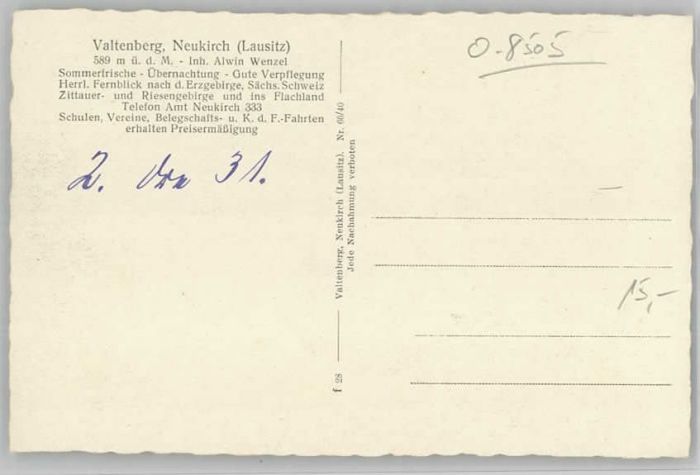 Valtenberg, Neukirch (Lausitz)
589 m ü. d. M. - Inh. Alwin Wenzel
Sommerfrische - Übernachtung - Gute Verpflegung
Herrl. Fernblick nach d. Erzgebirge, Sächs. Schweiz
Zittauer- und Riesengebirge und ins Flachland
Telefon Amt Neukirch 333
Schulen, Vereine, Belegschafts- u. K. d. F.-Fahrten
erhalten Preisermäßigung
2. 31.
f 28
Valtenberg, Neukirch (Lausitz). Nr. 60/40
Jede Nachahmung verboten
O-8505
15,-